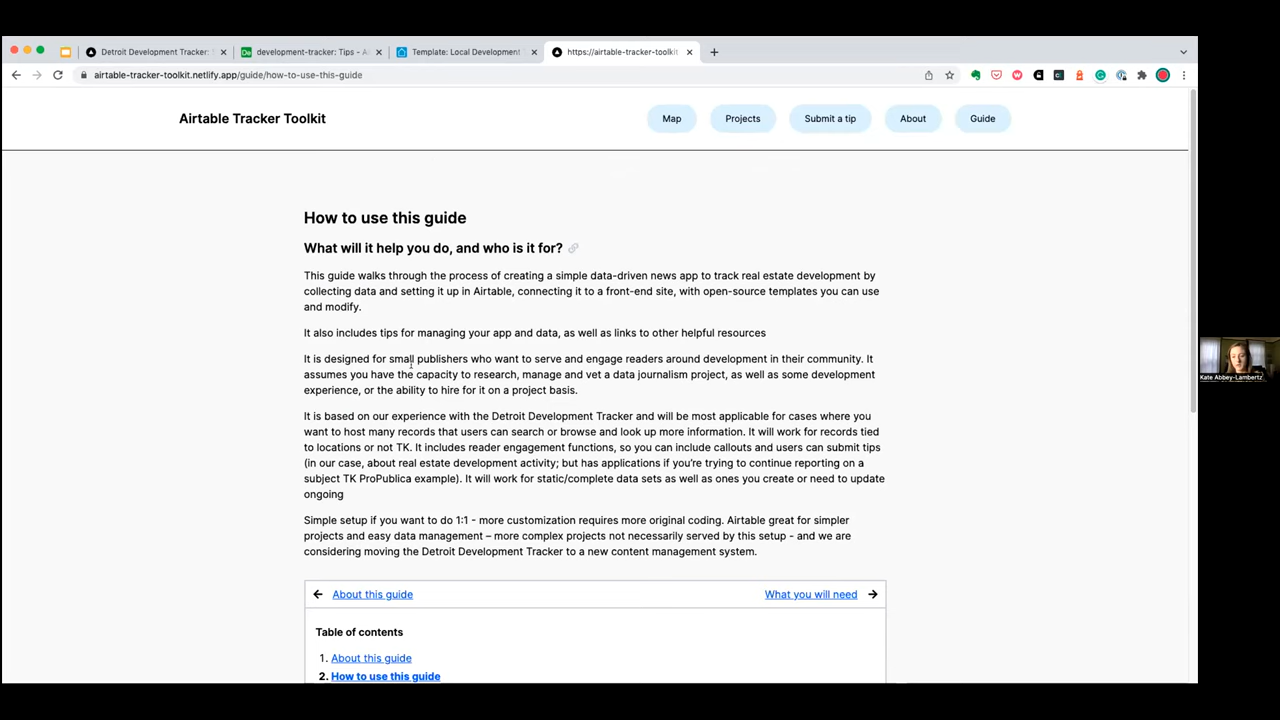 Detroit Development Tracker:
development-tracker: Tips - A
Template: Local Development
https://airtable-tracker-toolkit
airtable-tracker-toolkit.netlify.app/guide/how-to-use-this-guide
Airtable Tracker Toolkit
Map
Projects
Submit a tip
About
Guide
How to use this guide
What will it help you do, and who is it for?
This guide walks through the process of creating a simple data-driven news app to track real estate development by
collecting data and setting it up in Airtable, connecting it to a front-end site, with open-source templates you can use
and modify.
It also includes tips for managing your app and data, as well as links to other helpful resources
It is designed for small publishers who want to serve and engage readers around development in their community. It
assumes you have the capacity to research, manage and vet a data journalism project, as well as some development
experience, or the ability to hire for it on a project basis.
It is based on our experience with the Detroit Development Tracker and will be most applicable for cases where you
want to host many records that users can search or browse and look up more information. It will work for records tied
to locations or not TK. It includes reader engagement functions, so you can include callouts and users can submit tips
(in our case, about real estate development activity; but has applications if you're trying to continue reporting on a
subject TK ProPublica example). It will work for static/complete data sets as well as ones you create or need to update
ongoing
Simple setup if you want to do 1:1 - more customization requires more original coding. Airtable great for simpler
projects and easy data management – more complex projects not necessarily served by this setup - and we are
considering moving the Detroit Development Tracker to a new content management system.
About this guide
What you will need
Table of contents
1. About this guide
2. How to use this guide
Kate Abbey-Lambertz